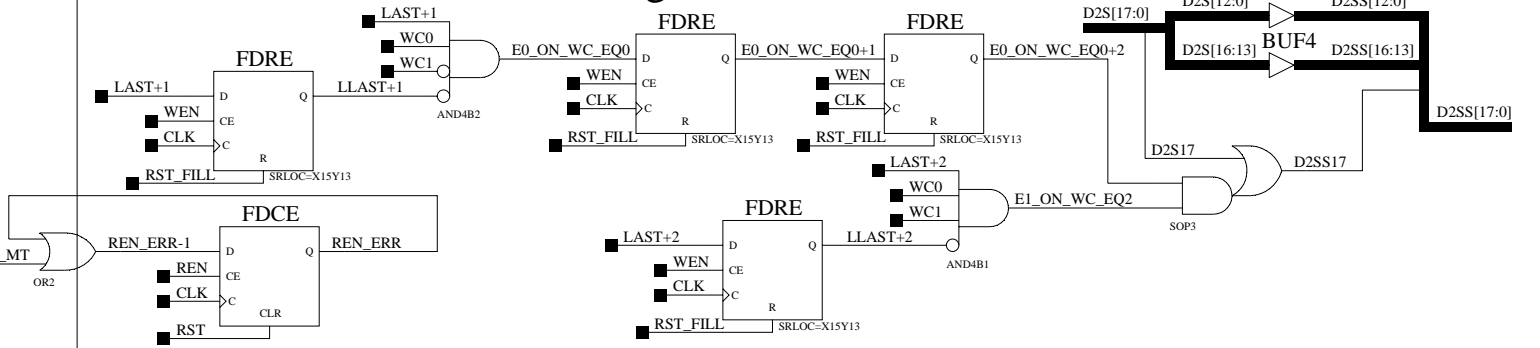 LAST+1
WC0
WC1
AND4B2
FDRE
LAST+1
D
Q
LLAST+1
WEN
CE
CLK
C
R
RST_FILL
SRLOC=X15Y13
E0_ON_WC_EQ0
FDRE
D
Q
E0_ON_WC_EQ0+1
WEN
CE
CLK
C
R
RST_FILL
SRLOC=X15Y13
FDRE
D
Q
E0_ON_WC_EQ0+2
WEN
CE
CLK
C
R
RST_FILL
SRLOC=X15Y13
D2S[17:0]
D2S[12:0]
D2SS[12:0]
BUF4
D2S[16:13]
D2SS[16:13]
D2SS[17:0]
D2S17
D2SS17
SOP3
LAST+2
WC0
WC1
E1_ON_WC_EQ2
AND4B1
FDRE
LAST+2
D
Q
LLAST+2
WEN
CE
CLK
C
R
RST_FILL
SRLOC=X15Y13
_MT
OR2
REN_ERR-1
FDCE
D
Q
REN_ERR
REN
CE
CLK
C
CLR
RST